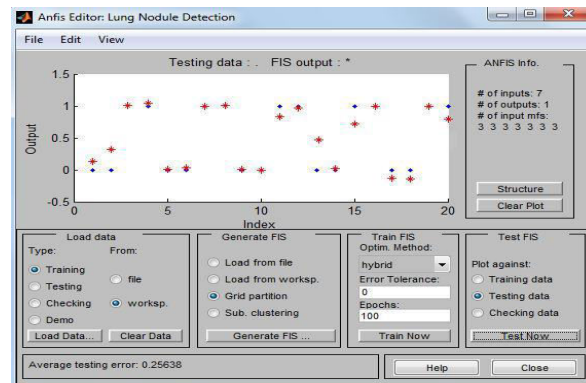 Anfis Editor: Lung Nodule Detection
File Edit View
Testing data : . FIS output : *
1.5
1
0.5
0
-0.5
Output
0 5 10 15 20
Index
ANFIS Info.
# of inputs: 7
# of outputs: 1
# of input mfs:
3 3 3 3 3 3 3
Structure
Clear Plot
Load data
Type: From:
Training
Testing
Checking
Demo
file
worksp.
Load Data... Clear Data
Generate FIS
Load from file
Load from worksp.
Grid partition
Sub. clustering
Generate FIS ...
Train FIS
Optim. Method:
hybrid
Error Tolerance:
0
Epochs:
100
Train Now
Test FIS
Plot against:
Training data
Testing data
Checking data
Test Now
Average testing error: 0.25638
Help Close